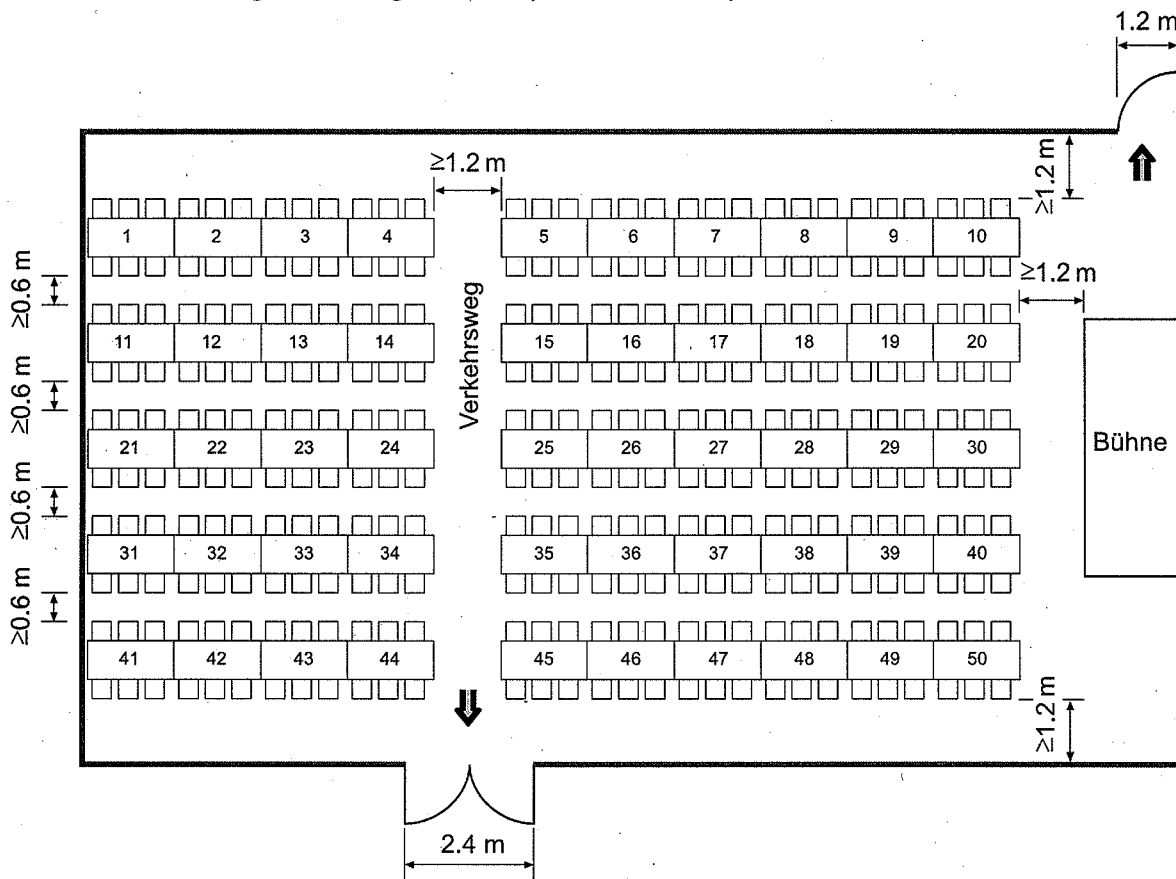 1.2 m
≥1.2 m
≥1.2 m
1 2 3 4 5 6 7 8 9 10
≥0.6 m
≥1.2 m
11 12 13 14 15 16 17 18 19 20
Verkehrsweg
≥0.6 m
21 22 23 24 25 26 27 28 29 30
Bühne
≥0.6 m
31 32 33 34 35 36 37 38 39 40
≥0.6 m
41 42 43 44 45 46 47 48 49 50
≥1.2 m
2.4 m